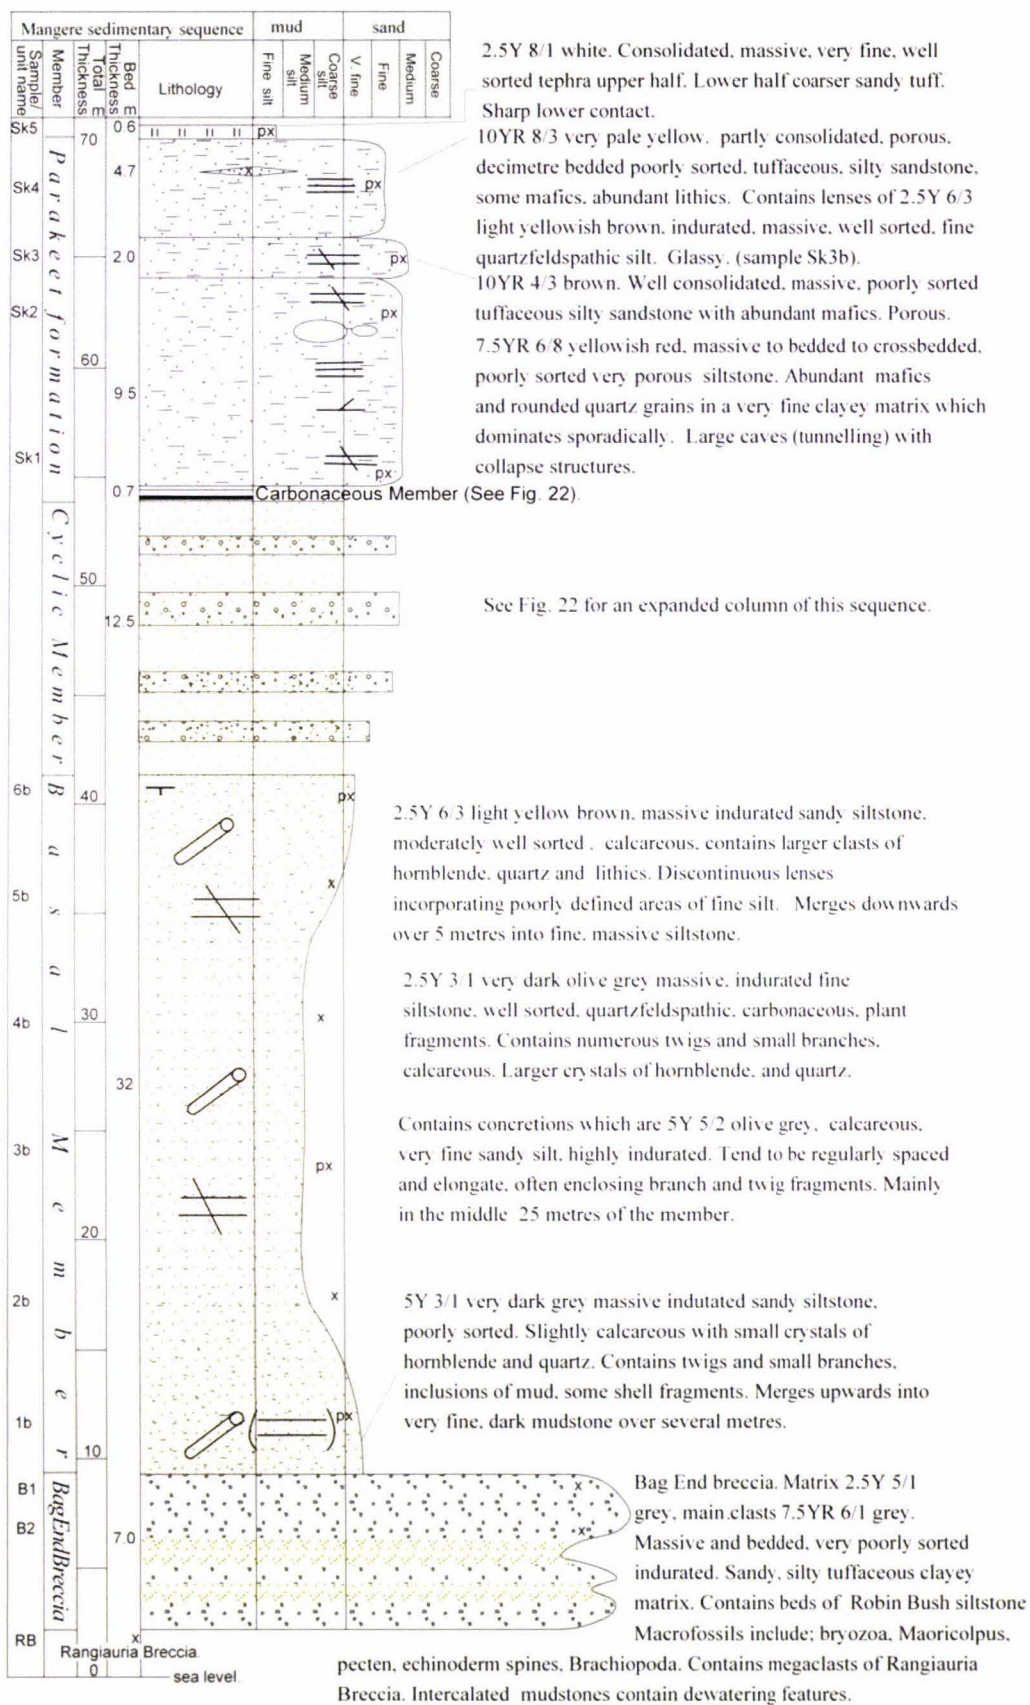 Mangere sedimentary sequence
mud
sand
Sample/
unit name
Member
Total m
Thickness
Bed m
Thickness
Lithology
Fine silt
Medium
silt
Coarse
silt
V. fine
Fine
Medium
Coarse
2.5Y 8/1 white. Consolidated, massive, very fine, well
sorted tephra upper half. Lower half coarser sandy tuff.
Sharp lower contact.
Sk5
70
0.6
px
10YR 8/3 very pale yellow. partly consolidated, porous,
decimetre bedded poorly sorted, tuffaceous, silty sandstone,
some mafics, abundant lithics. Contains lenses of 2.5Y 6/3
light yellowish brown, indurated, massive, well sorted, fine
quartzfeldspathic silt. Glassy. (sample Sk3b).
Parakeet formation
4.7
x
Sk4
px
Sk3
2.0
px
10YR 4/3 brown. Well consolidated, massive, poorly sorted
tuffaceous silty sandstone with abundant mafics. Porous.
Sk2
px
7.5YR 6/8 yellowish red, massive to bedded to crossbedded,
poorly sorted very porous siltstone. Abundant mafics
and rounded quartz grains in a very fine clayey matrix which
dominates sporadically. Large caves (tunnelling) with
collapse structures.
60
9.5
Sk1
px
0.7
Carbonaceous Member (See Fig. 22).
Cyclic Member
50
12.5
See Fig. 22 for an expanded column of this sequence.
6b
Basal Member
40
px
2.5Y 6/3 light yellow brown, massive indurated sandy siltstone,
moderately well sorted , calcareous, contains larger clasts of
hornblende, quartz and lithics. Discontinuous lenses
incorporating poorly defined areas of fine silt. Merges downwards
over 5 metres into fine, massive siltstone.
5b
x
2.5Y 3/1 very dark olive grey massive, indurated fine
siltstone, well sorted, quartzfeldspathic, carbonaceous, plant
fragments. Contains numerous twigs and small branches,
calcareous. Larger crystals of hornblende, and quartz.
4b
30
x
32
Contains concretions which are 5Y 5/2 olive grey, calcareous,
very fine sandy silt, highly indurated. Tend to be regularly spaced
and elongate, often enclosing branch and twig fragments. Mainly
in the middle 25 metres of the member.
3b
px
20
2b
x
5Y 3/1 very dark grey massive indutated sandy siltstone,
poorly sorted. Slightly calcareous with small crystals of
hornblende and quartz. Contains twigs and small branches,
inclusions of mud, some shell fragments. Merges upwards into
very fine, dark mudstone over several metres.
1b
px
10
B1
BagEndBreccia
x
Bag End breccia. Matrix 2.5Y 5/1
grey, main clasts 7.5YR 6/1 grey.
Massive and bedded, very poorly sorted
indurated. Sandy, silty tuffaceous clayey
matrix. Contains beds of Robin Bush siltstone
Macrofossils include; bryozoa, Maoricolpus,
pecten, echinoderm spines, Brachiopoda. Contains megaclasts of Rangiauria
Breccia. Intercalated mudstones contain dewatering features.
B2
7.0
x
RB
x
Rangiauria Breccia.
0
sea level.